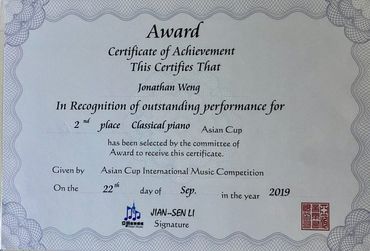 Award
Certificate of Achievement
This Certifies That
Jonathan Weng
In Recognition of outstanding performance for
2nd place Classical piano Asian Cup
has been selected by the committee of
Award to receive this certificate.
Given by Asian Cup International Music Competition
On the 22th day of Sep. in the year 2019
JIAN-SEN LI
Signature